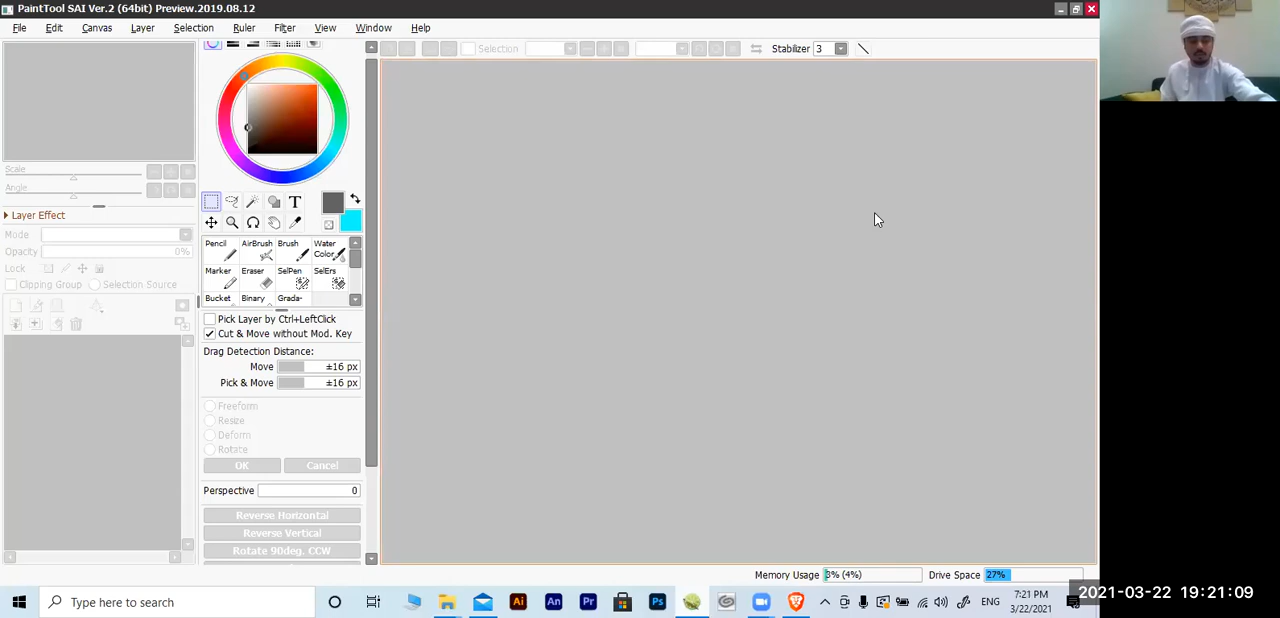 PaintTool SAI Ver.2 (64bit) Preview.2019.08.12
File Edit Canvas Layer Selection Ruler Filter View Window Help
Selection Stabilizer 3
Scale
Angle
Layer Effect
Mode
Opacity 0%
Lock
Clipping Group Selection Source
T
Pencil AirBrush Brush Water Color
Marker Eraser SelPen SelErs
Bucket Binary Grada-
Pick Layer by Ctrl+LeftClick
Cut & Move without Mod. Key
Drag Detection Distance:
Move ±16 px
Pick & Move ±16 px
Freeform
Resize
Deform
Rotate
OK Cancel
Perspective 0
Reverse Horizontal
Reverse Vertical
Rotate 90deg. CCW
Memory Usage 3% (4%) Drive Space 27%
Type here to search Ai An Pr Ps ENG 7:21 PM
3/22/2021
2021-03-22 19:21:09